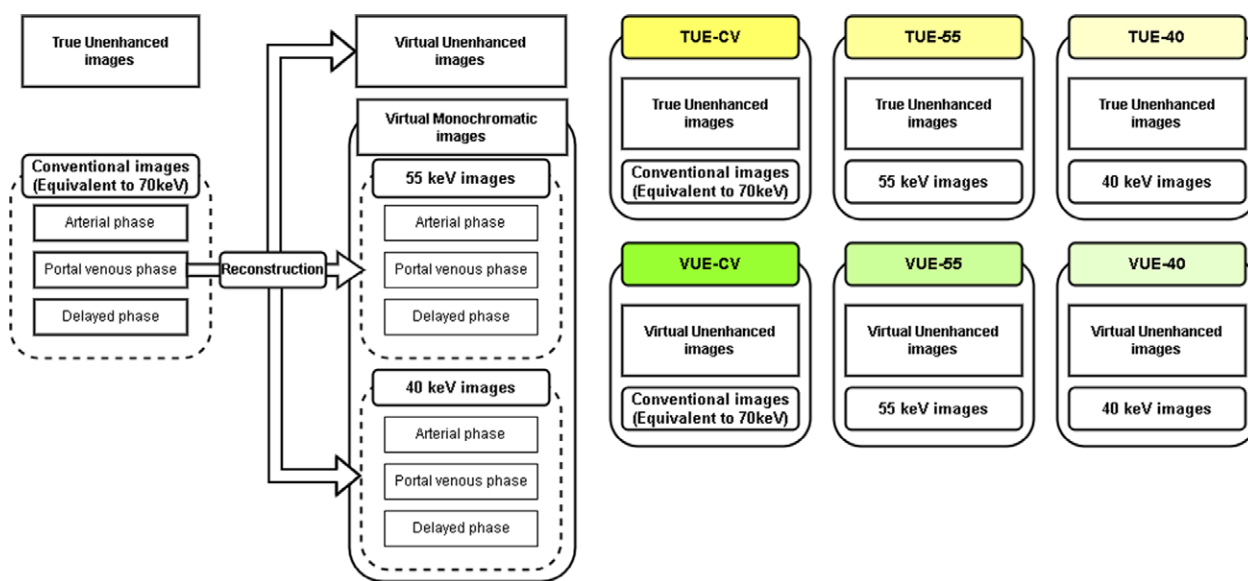 True Unenhanced
images
Conventional images
(Equivalent to 70keV)
Arterial phase
Portal venous phase
Delayed phase
Reconstruction
Virtual Unenhanced
images
Virtual Monochromatic
images
55 keV images
Arterial phase
Portal venous phase
Delayed phase
40 keV images
Arterial phase
Portal venous phase
Delayed phase
TUE-CV
True Unenhanced
images
Conventional images
(Equivalent to 70keV)
TUE-55
True Unenhanced
images
55 keV images
TUE-40
True Unenhanced
images
40 keV images
VUE-CV
Virtual Unenhanced
images
Conventional images
(Equivalent to 70keV)
VUE-55
Virtual Unenhanced
images
55 keV images
VUE-40
Virtual Unenhanced
images
40 keV images